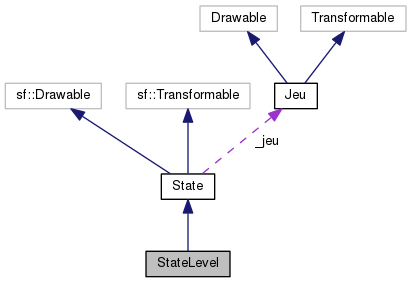 Drawable
Transformable
sf::Drawable
sf::Transformable
Jeu
_jeu
State
StateLevel